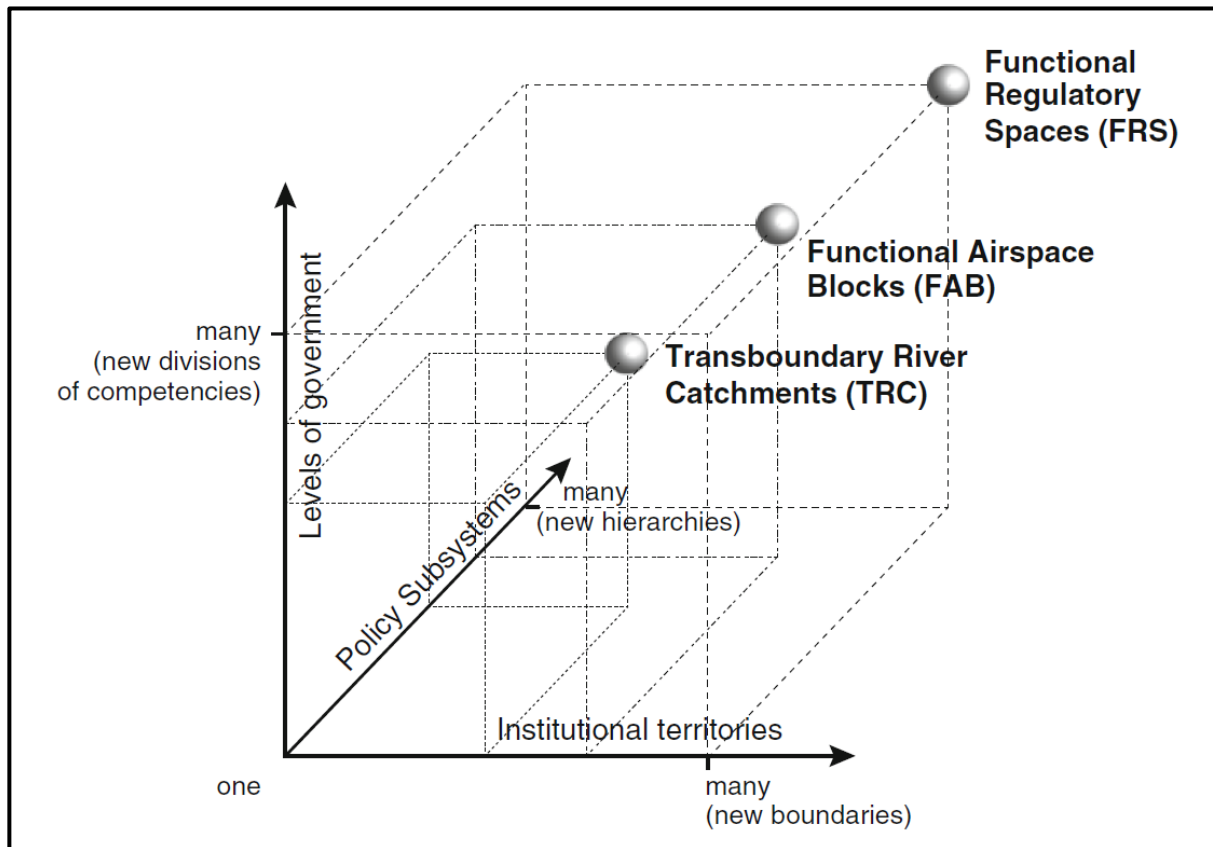 Functional
Regulatory
Spaces (FRS)
Functional Airspace
Blocks (FAB)
Levels of government
many
(new divisions
of competencies)
Transboundary River
Catchments (TRC)
Policy Subsystems
many
(new hierarchies)
Institutional territories
one
many
(new boundaries)